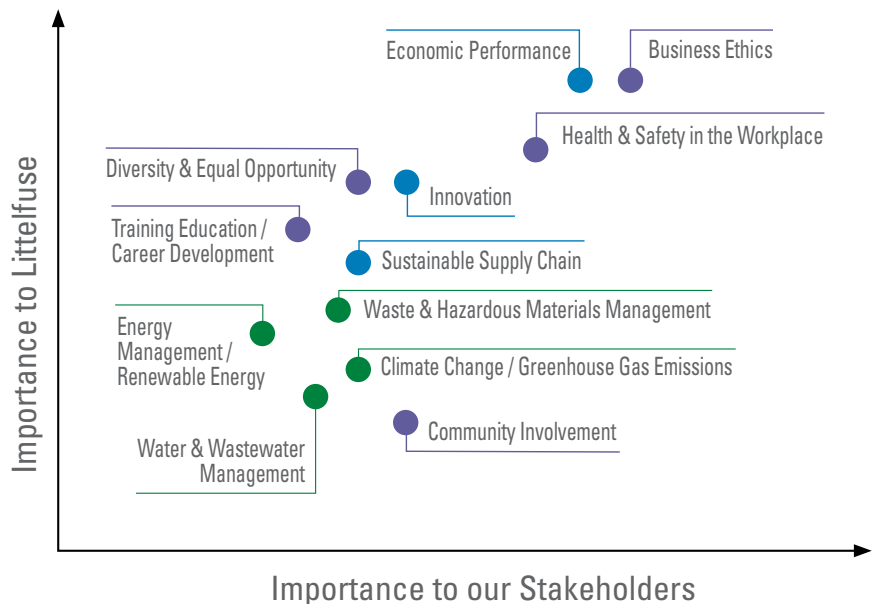 Importance to Littelfuse
Economic Performance
Business Ethics
Health & Safety in the Workplace
Diversity & Equal Opportunity
Innovation
Training Education /
Career Development
Sustainable Supply Chain
Waste & Hazardous Materials Management
Energy
Management /
Renewable Energy
Climate Change / Greenhouse Gas Emissions
Community Involvement
Water & Wastewater
Management
Importance to our Stakeholders